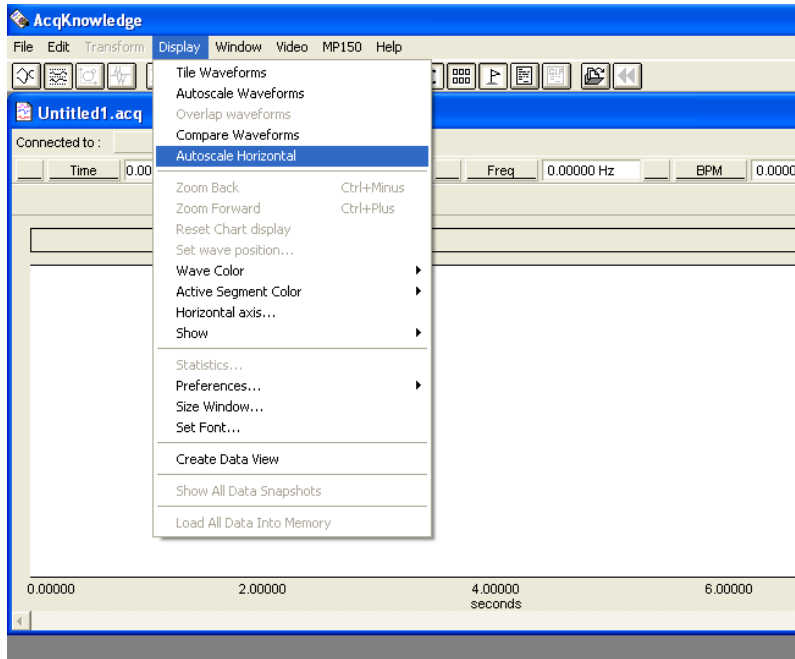 AcqKnowledge
File Edit Transform Display Window Video MP150 Help
Untitled1.acq
Connected to :
Time 0.00 Freq 0.00000 Hz BPM 0.0000
Tile Waveforms
Autoscale Waveforms
Overlap waveforms
Compare Waveforms
Autoscale Horizontal
Zoom Back Ctrl+Minus
Zoom Forward Ctrl+Plus
Reset Chart display
Set wave position...
Wave Color
Active Segment Color
Horizontal axis...
Show
Statistics...
Preferences...
Size Window...
Set Font...
Create Data View
Show All Data Snapshots
Load All Data Into Memory
0.00000 2.00000 4.00000 6.00000
seconds